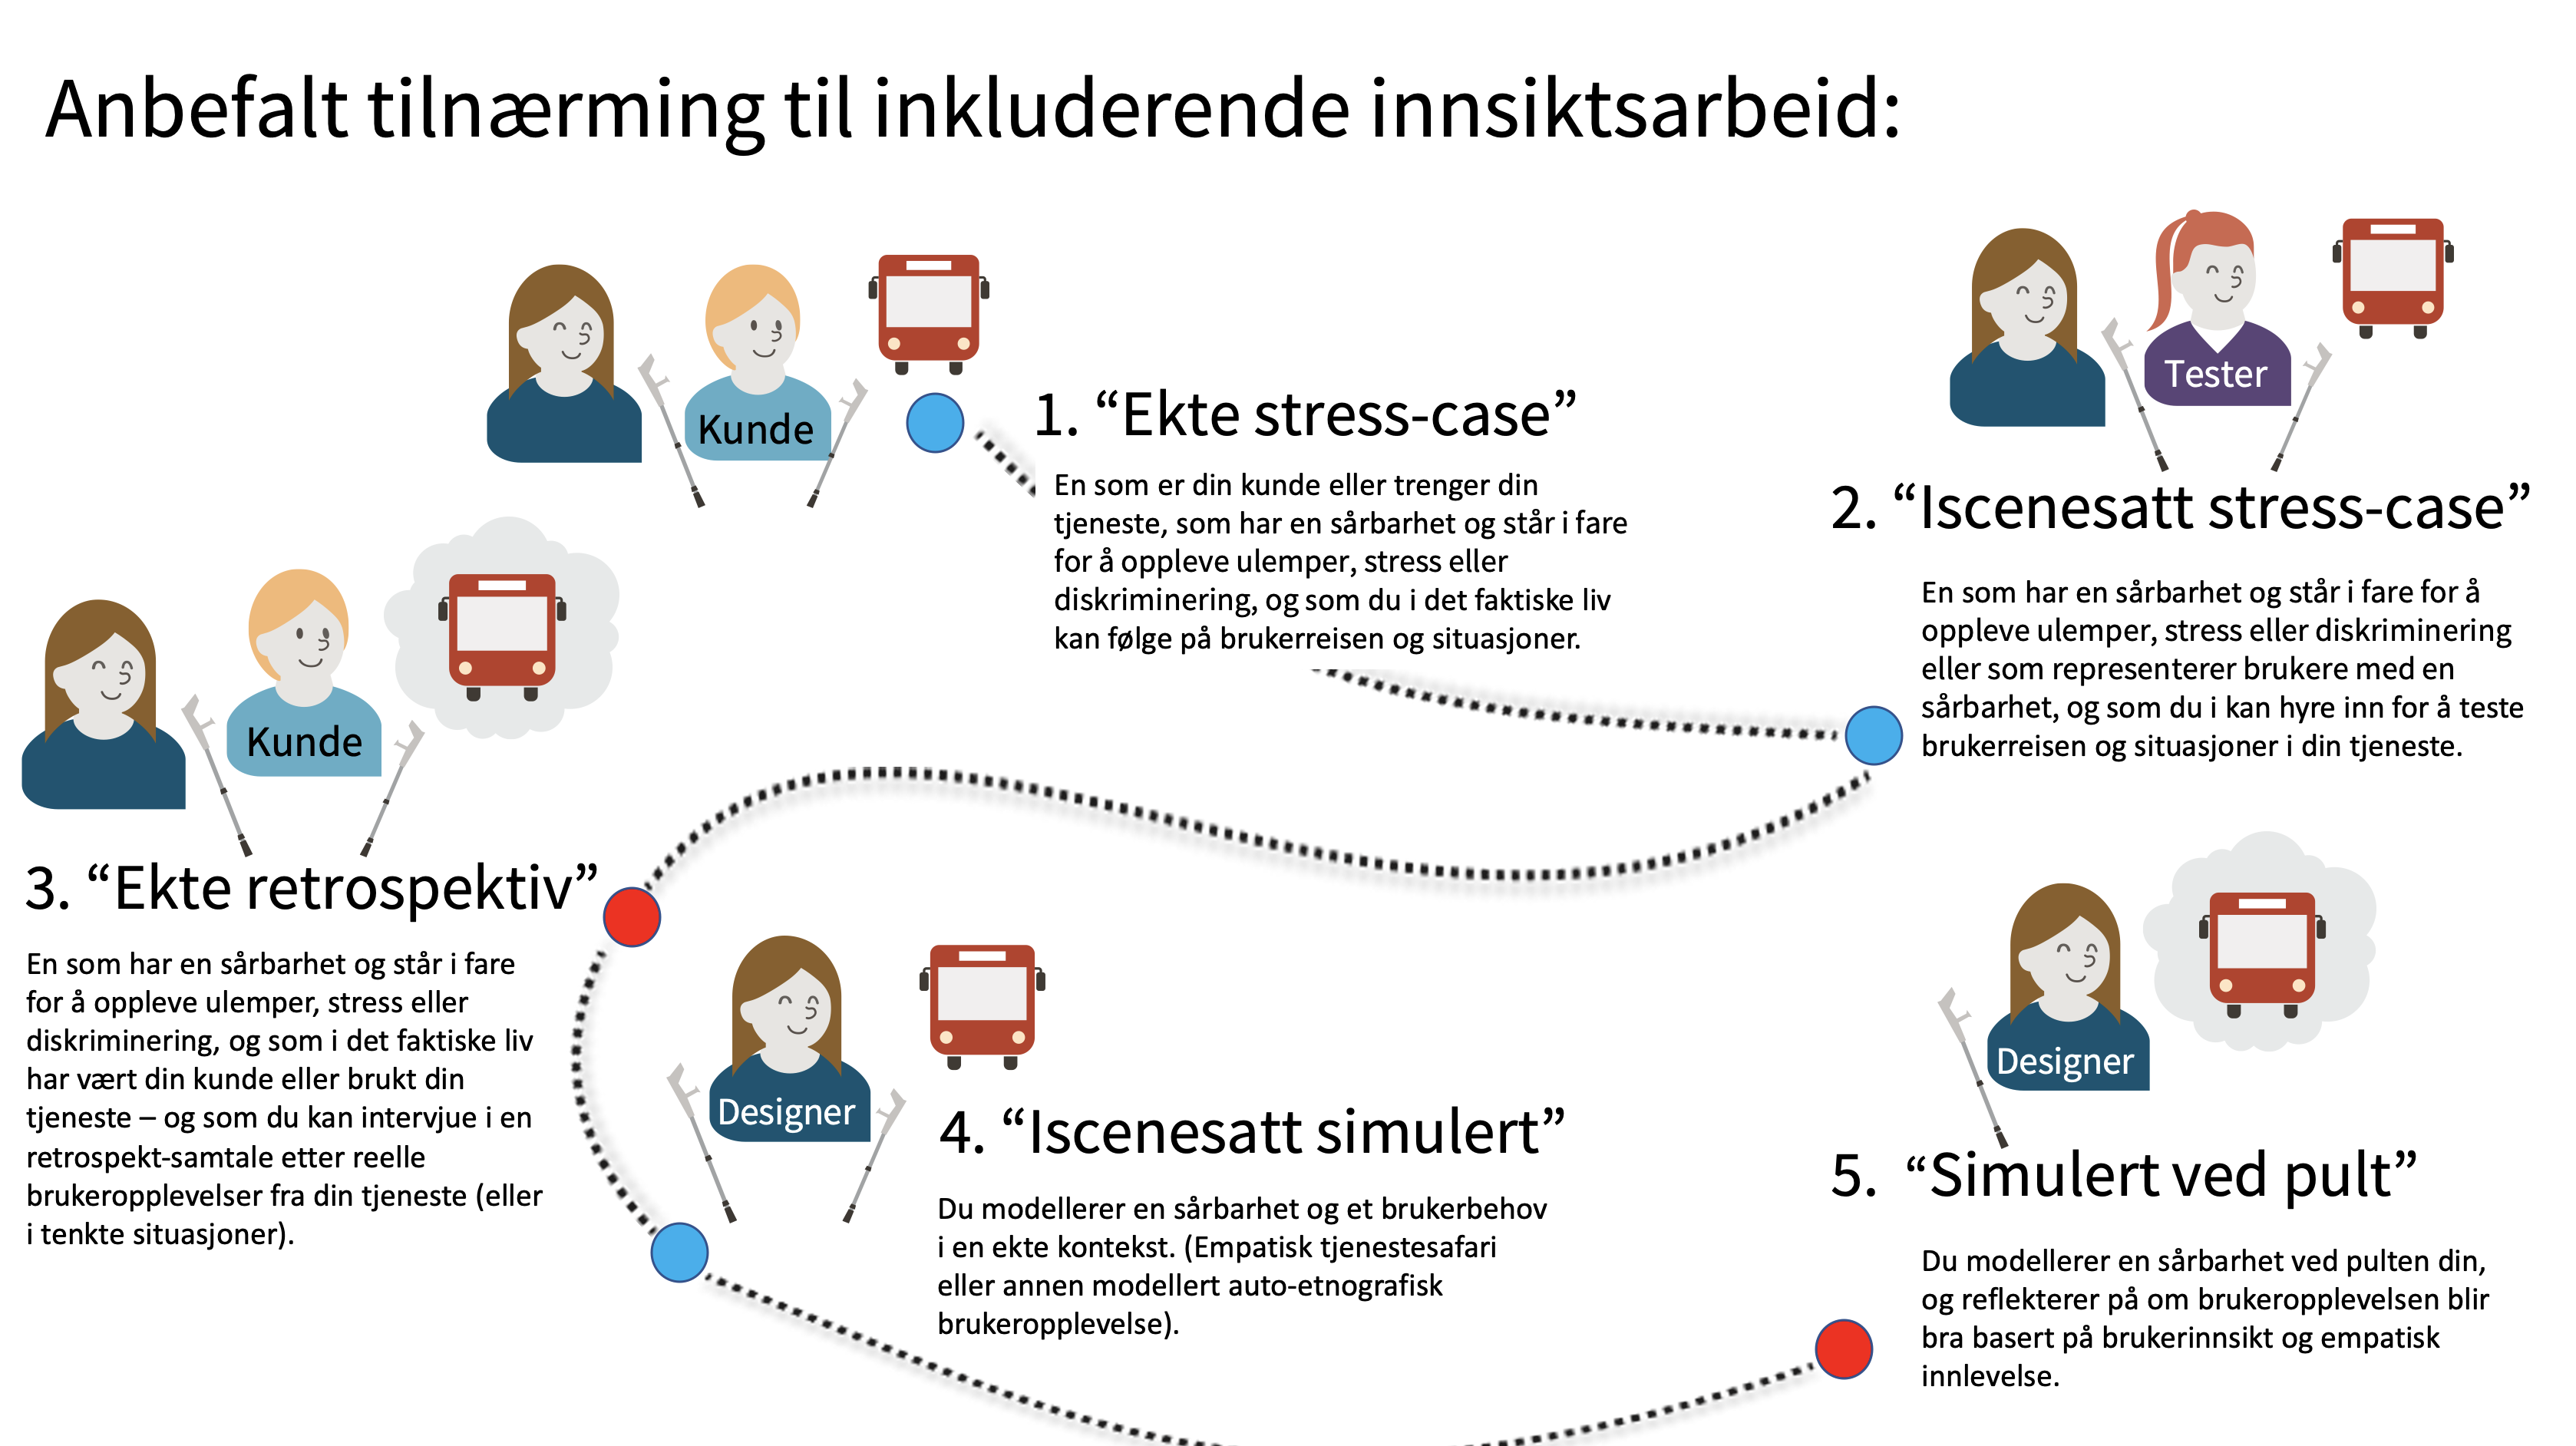 Anbefalt tilnærming til inkluderende innsiktsarbeid:
Kunde
1. “Ekte stress-case”
En som er din kunde eller trenger din
tjeneste, som har en sårbarhet og står i fare
for å oppleve ulemper, stress eller
diskriminering, og som du i det faktiske liv
kan følge på brukerreisen og situasjoner.
Tester
2. “Iscenesatt stress-case”
En som har en sårbarhet og står i fare for å
oppleve ulemper, stress eller diskriminering
eller som representerer brukere med en
sårbarhet, og som du i kan hyre inn for å teste
brukerreisen og situasjoner i din tjeneste.
Kunde
3. “Ekte retrospektiv”
En som har en sårbarhet og står i fare
for å oppleve ulemper, stress eller
diskriminering, og som i det faktiske liv
har vært din kunde eller brukt din
tjeneste – og som du kan intervjue i en
retrospekt-samtale etter reelle
brukeropplevelser fra din tjeneste (eller
i tenkte situasjoner).
Designer
4. “Iscenesatt simulert”
Du modellerer en sårbarhet og et brukerbehov
i en ekte kontekst. (Empatisk tjenestesafari
eller annen modellert auto-etnografisk
brukeropplevelse).
Designer
5. “Simulert ved pult”
Du modellerer en sårbarhet ved pulten din,
og reflekterer på om brukeropplevelsen blir
bra basert på brukerinnsikt og empatisk
innlevelse.